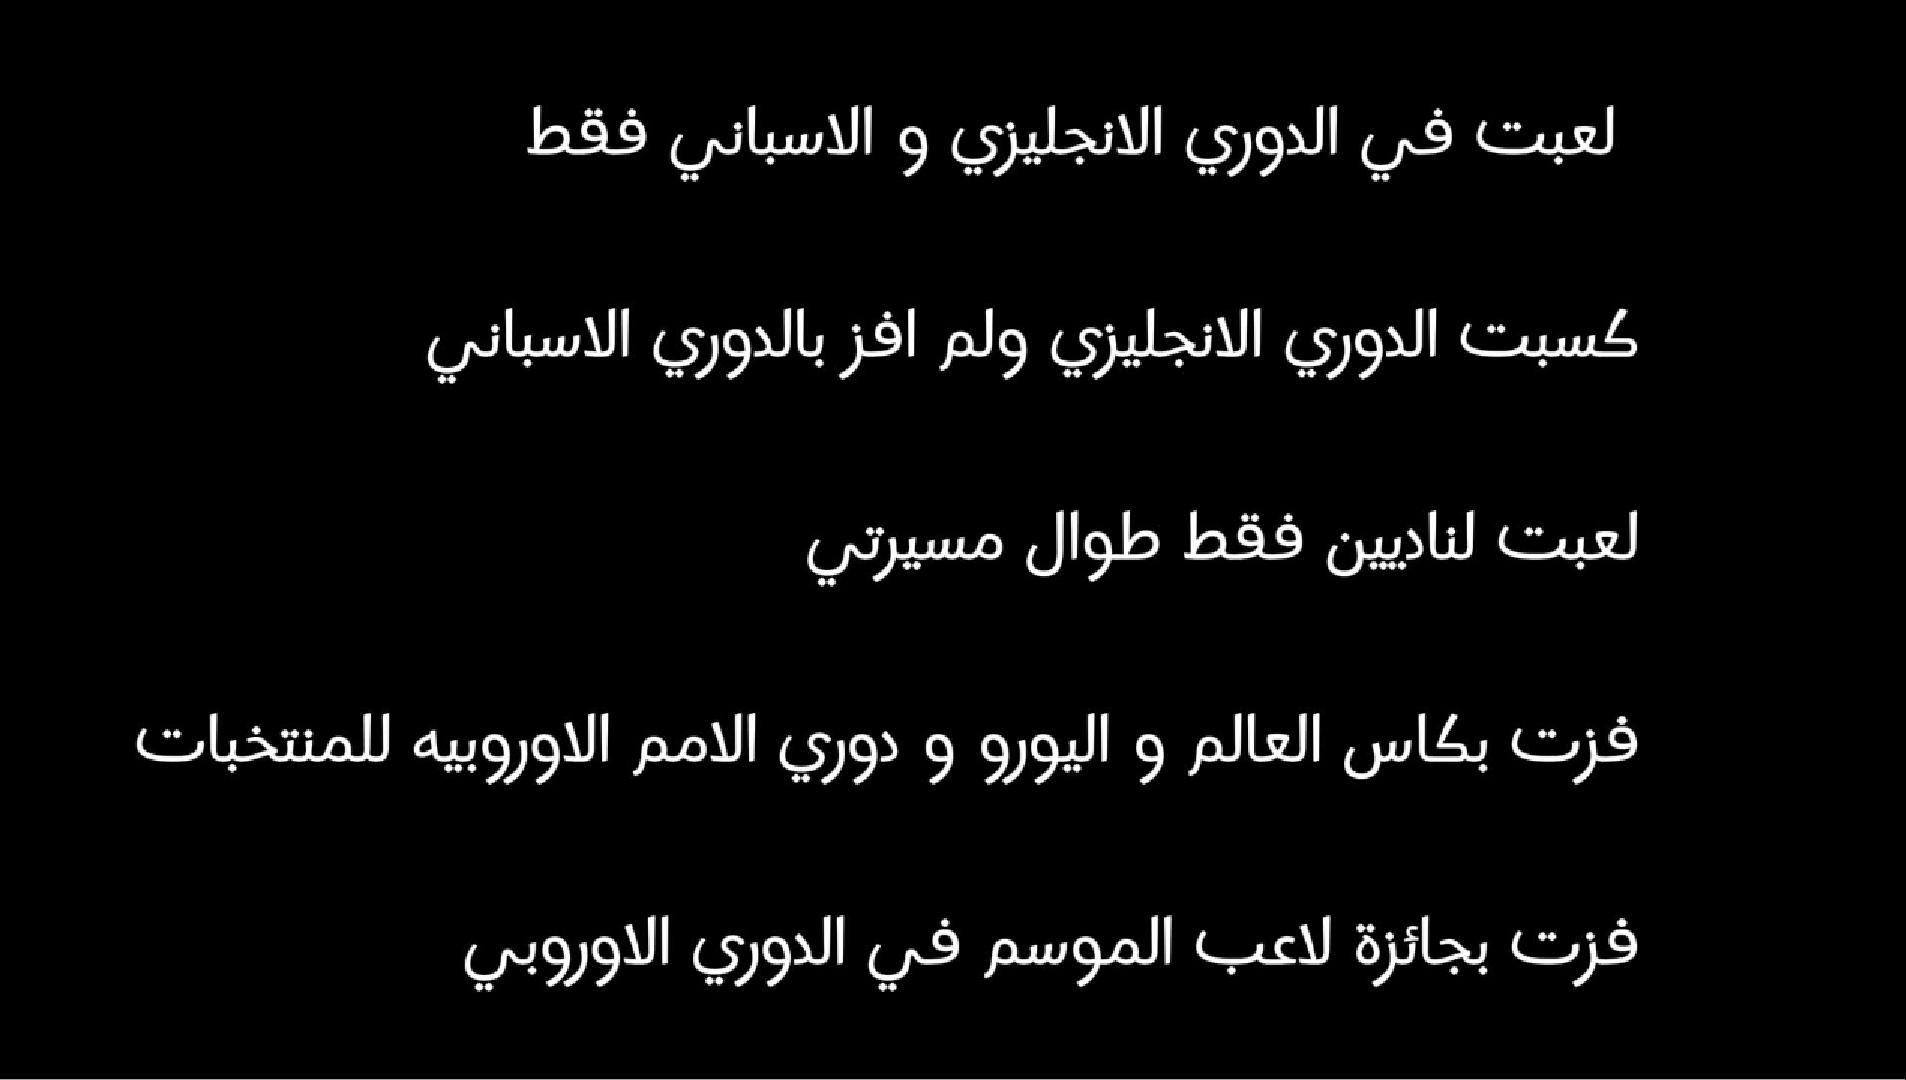 لعبت في الدوري الانجليزي و الاسباني فقط
كسبت الدوري الانجليزي ولم افز بالدوري الاسباني
لعبت لناديين فقط طوال مسيرتي
فزت بكاس العالم و اليورو و دوري الامم الاوروبيه للمنتخبات
فزت بجائزة لاعب الموسم في الدوري الاوروبي